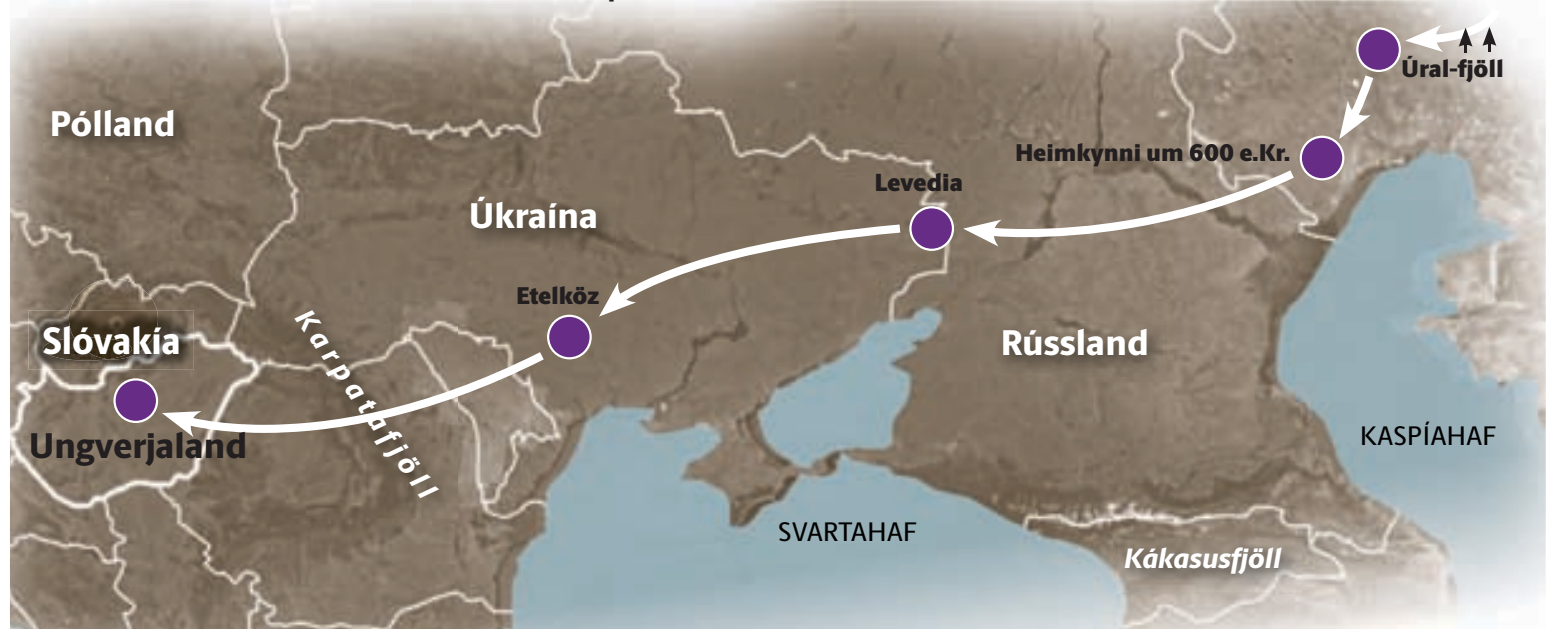 Úral-fjöll
Pólland
Heimkynni um 600 e.Kr.
Levedia
Úkraína
Etelköz
Slóvakía
Karpatafjöll
Rússland
Ungverjaland
KASPÍAHAF
SVARTAHAF
Kákasusfjöll